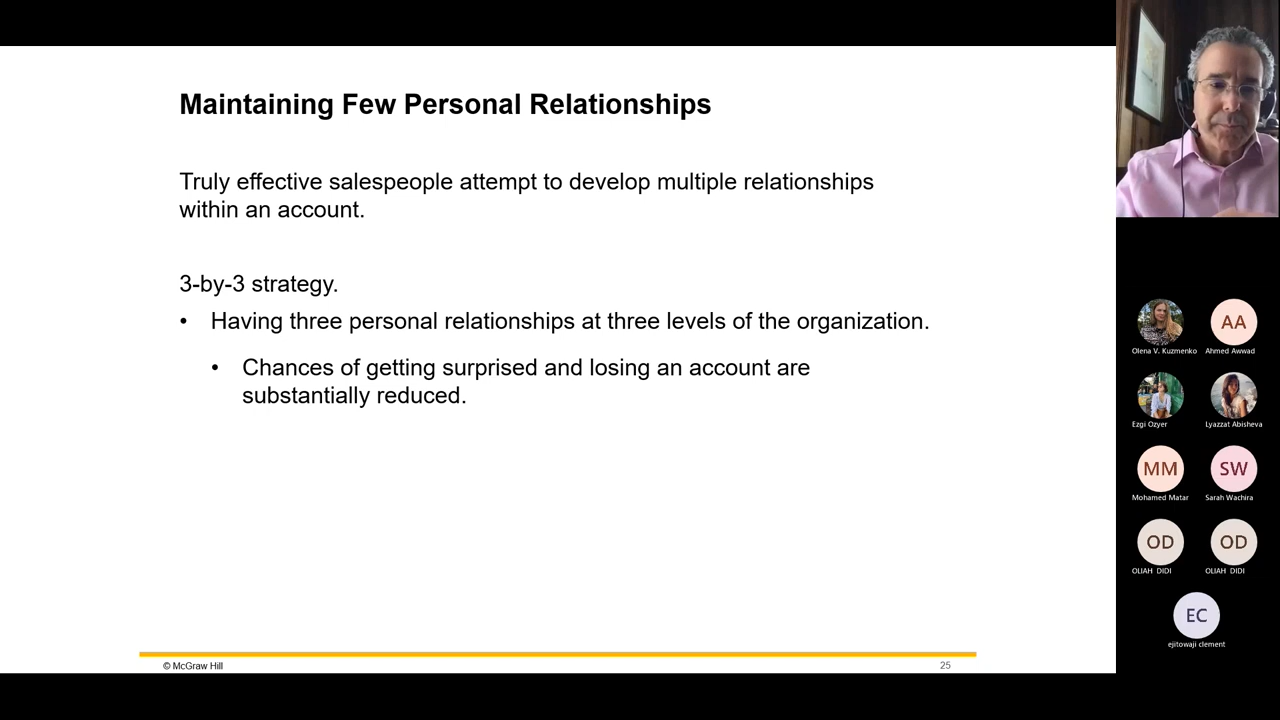 Maintaining Few Personal Relationships
Truly effective salespeople attempt to develop multiple relationships
within an account.
3-by-3 strategy.
• Having three personal relationships at three levels of the organization.
• Chances of getting surprised and losing an account are
substantially reduced.
© McGraw Hill
25
Olena V. Kuzmenko
AA
Ahmed Awwad
Ezgi Ozyer
Lyazzat Abisheva
MM
Mohamed Matar
SW
Sarah Wachira
OD
OLIAH DIDI
OD
OLIAH DIDI
EC
ejitowaji clement